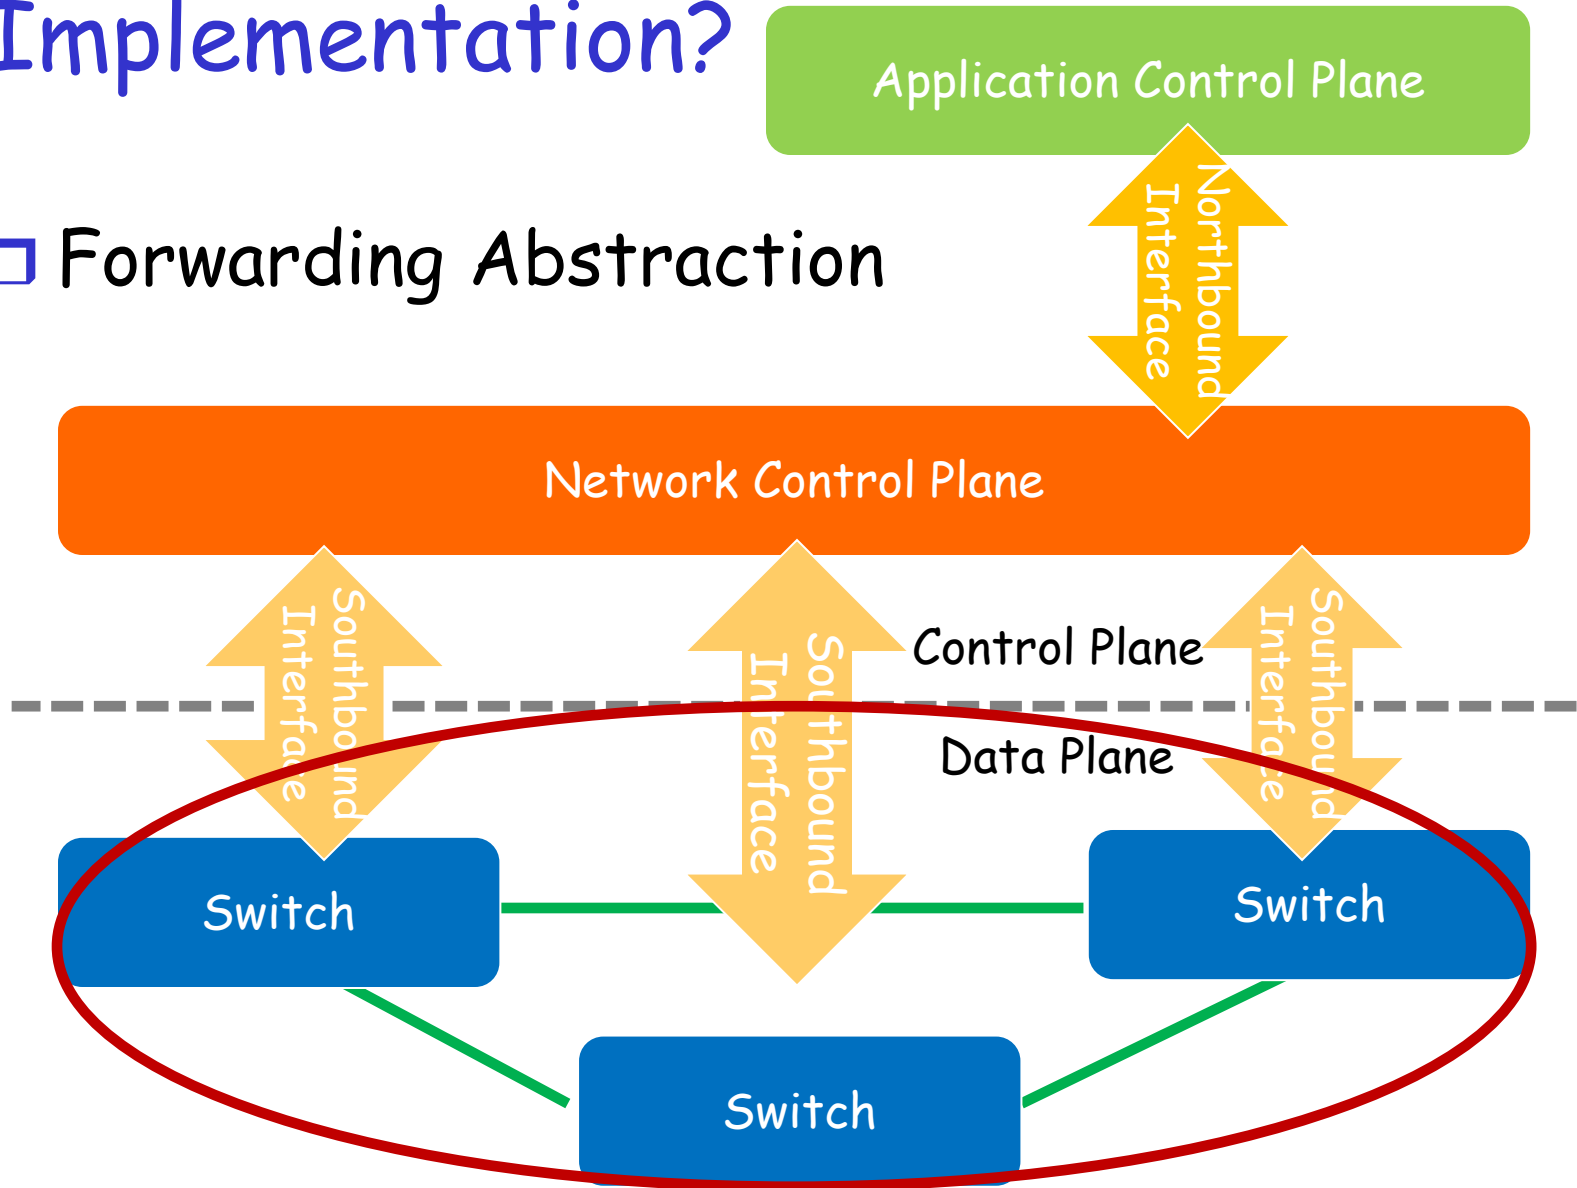 Implementation?
Application Control Plane
Northbound
Interface
Forwarding Abstraction
Network Control Plane
Southbound
Interface
Southbound
Interface
Southbound
Interface
Control Plane
Data Plane
Switch
Switch
Switch